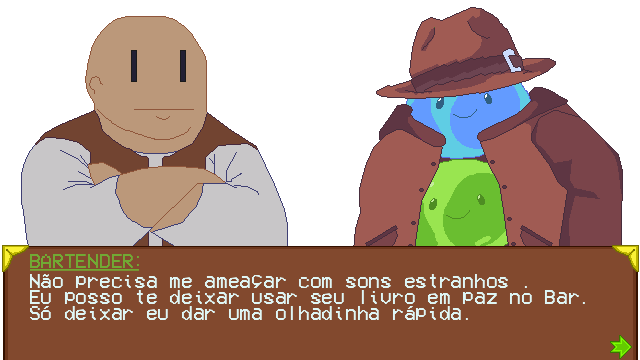 BARTENDER:
Não precisa me ameaçar com sons estranhos .
Eu posso te deixar usar seu livro em paz no Bar.
Só deixar eu dar uma olhadinha rápida.